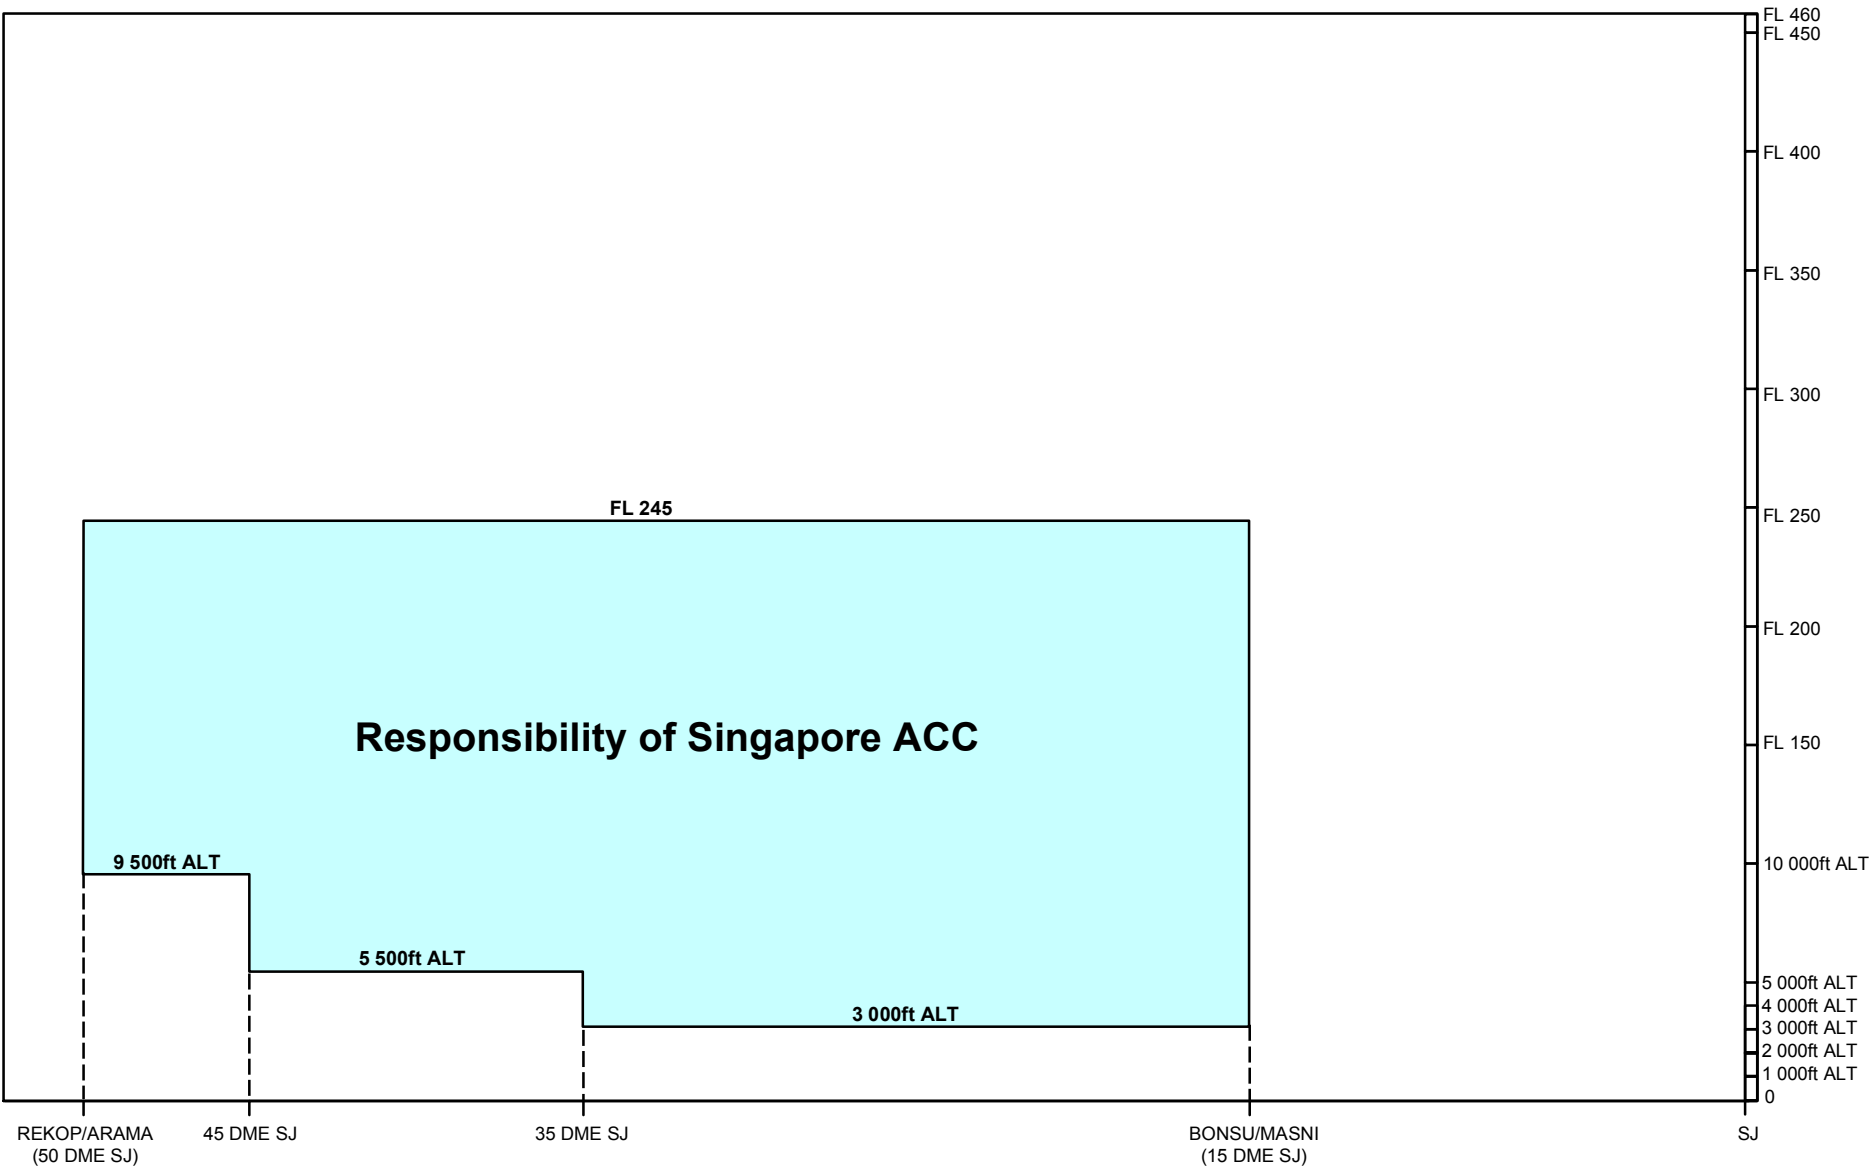 FL 460
FL 450
FL 400
FL 350
FL 300
FL 245
FL 250
FL 200
Responsibility of Singapore ACC
FL 150
9 500ft ALT
10 000ft ALT
5 500ft ALT
5 000ft ALT
4 000ft ALT
3 000ft ALT
3 000ft ALT
2 000ft ALT
1 000ft ALT
0
REKOP/ARAMA
(50 DME SJ)
45 DME SJ
35 DME SJ
BONSU/MASNI
(15 DME SJ)
SJ